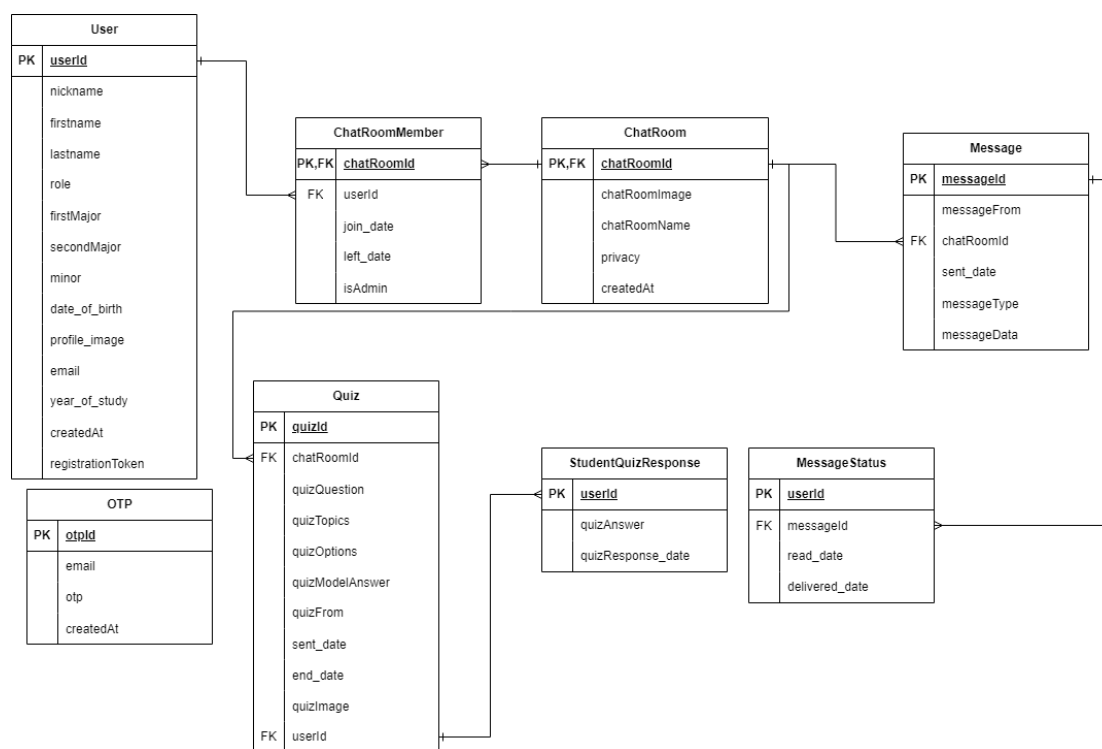 User
PK userId
nickname
firstname
lastname
role
firstMajor
secondMajor
minor
date_of_birth
profile_image
email
year_of_study
createdAt
registrationToken
ChatRoomMember
PK,FK chatRoomId
FK userId
join_date
left_date
isAdmin
ChatRoom
PK,FK chatRoomId
chatRoomImage
chatRoomName
privacy
createdAt
Message
PK messageId
messageFrom
FK chatRoomId
sent_date
messageType
messageData
OTP
PK otpId
email
otp
createdAt
Quiz
PK quizId
FK chatRoomId
quizQuestion
quizTopics
quizOptions
quizModelAnswer
quizFrom
sent_date
end_date
quizImage
FK userId
StudentQuizResponse
PK userId
quizAnswer
quizResponse_date
MessageStatus
PK userId
FK messageId
read_date
delivered_date